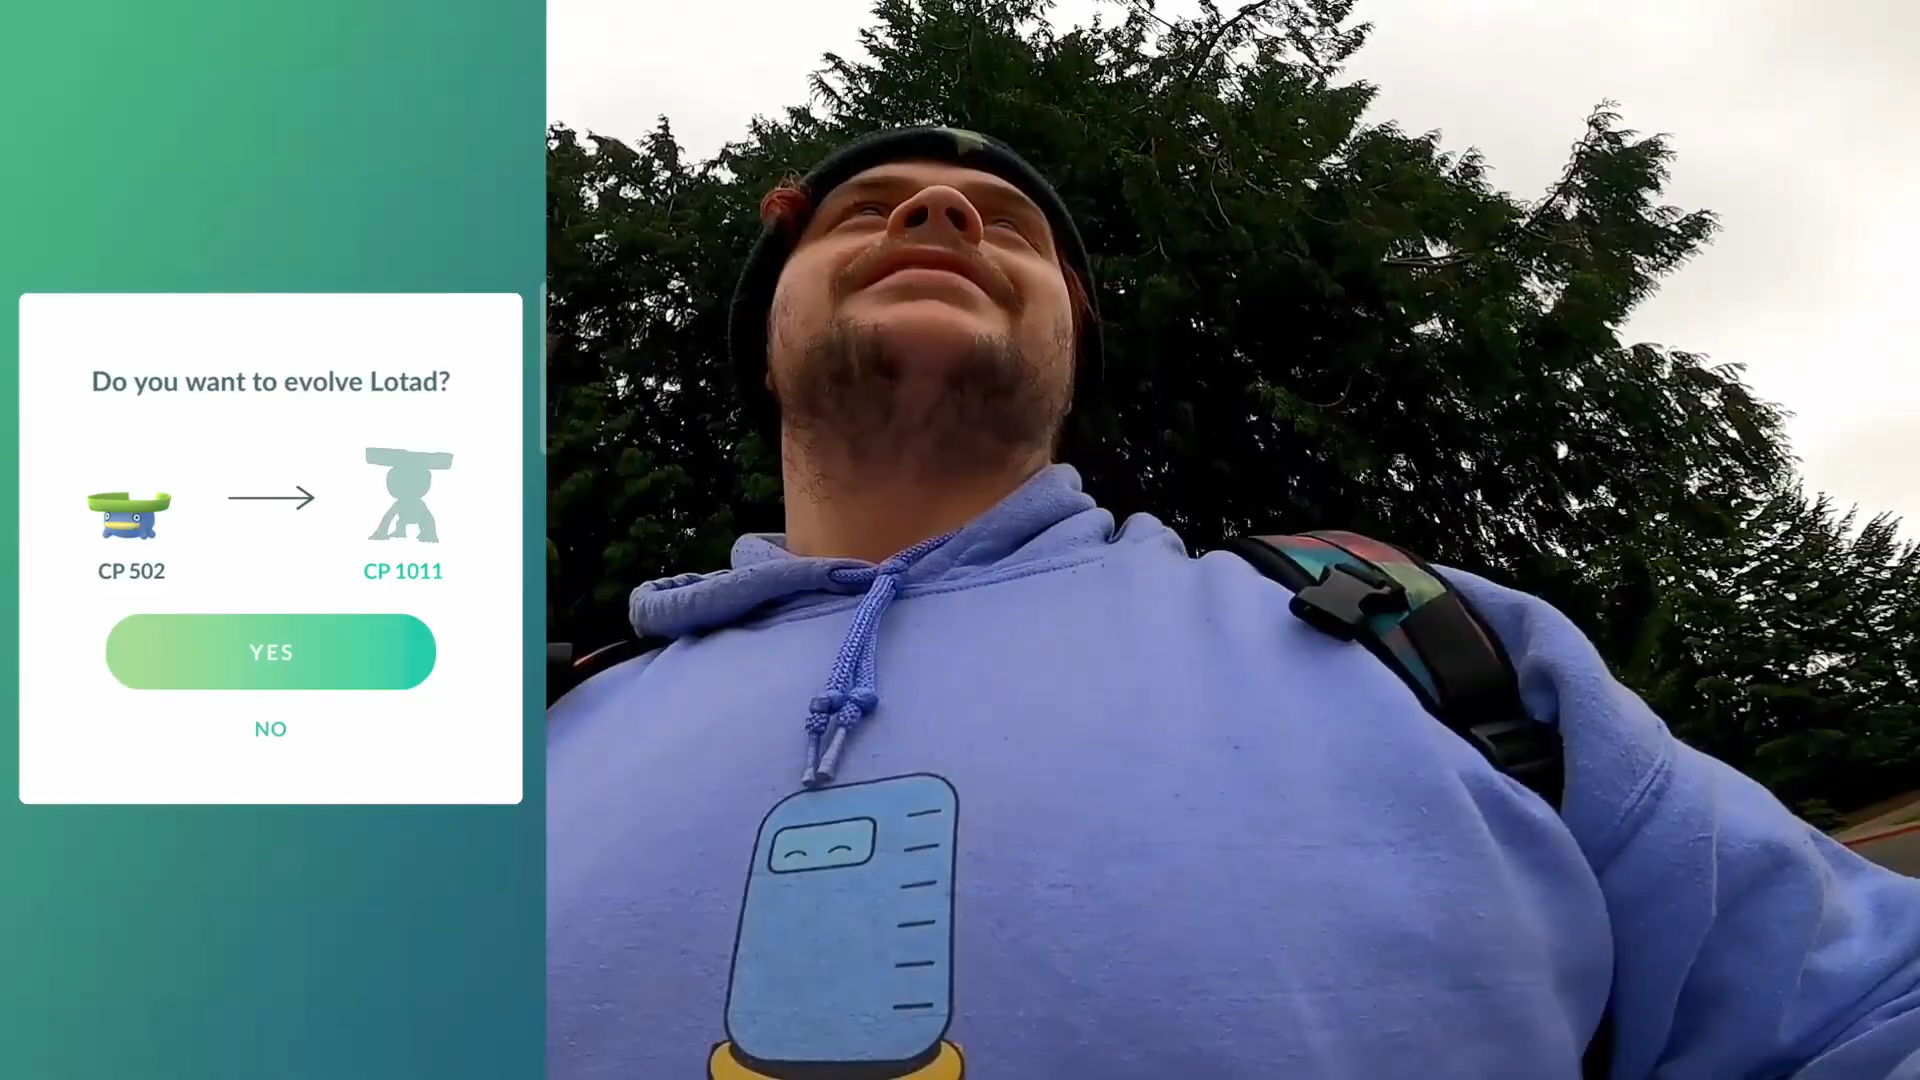 Do you want to evolve Lotad?
CP 502
CP 1011
YES
NO